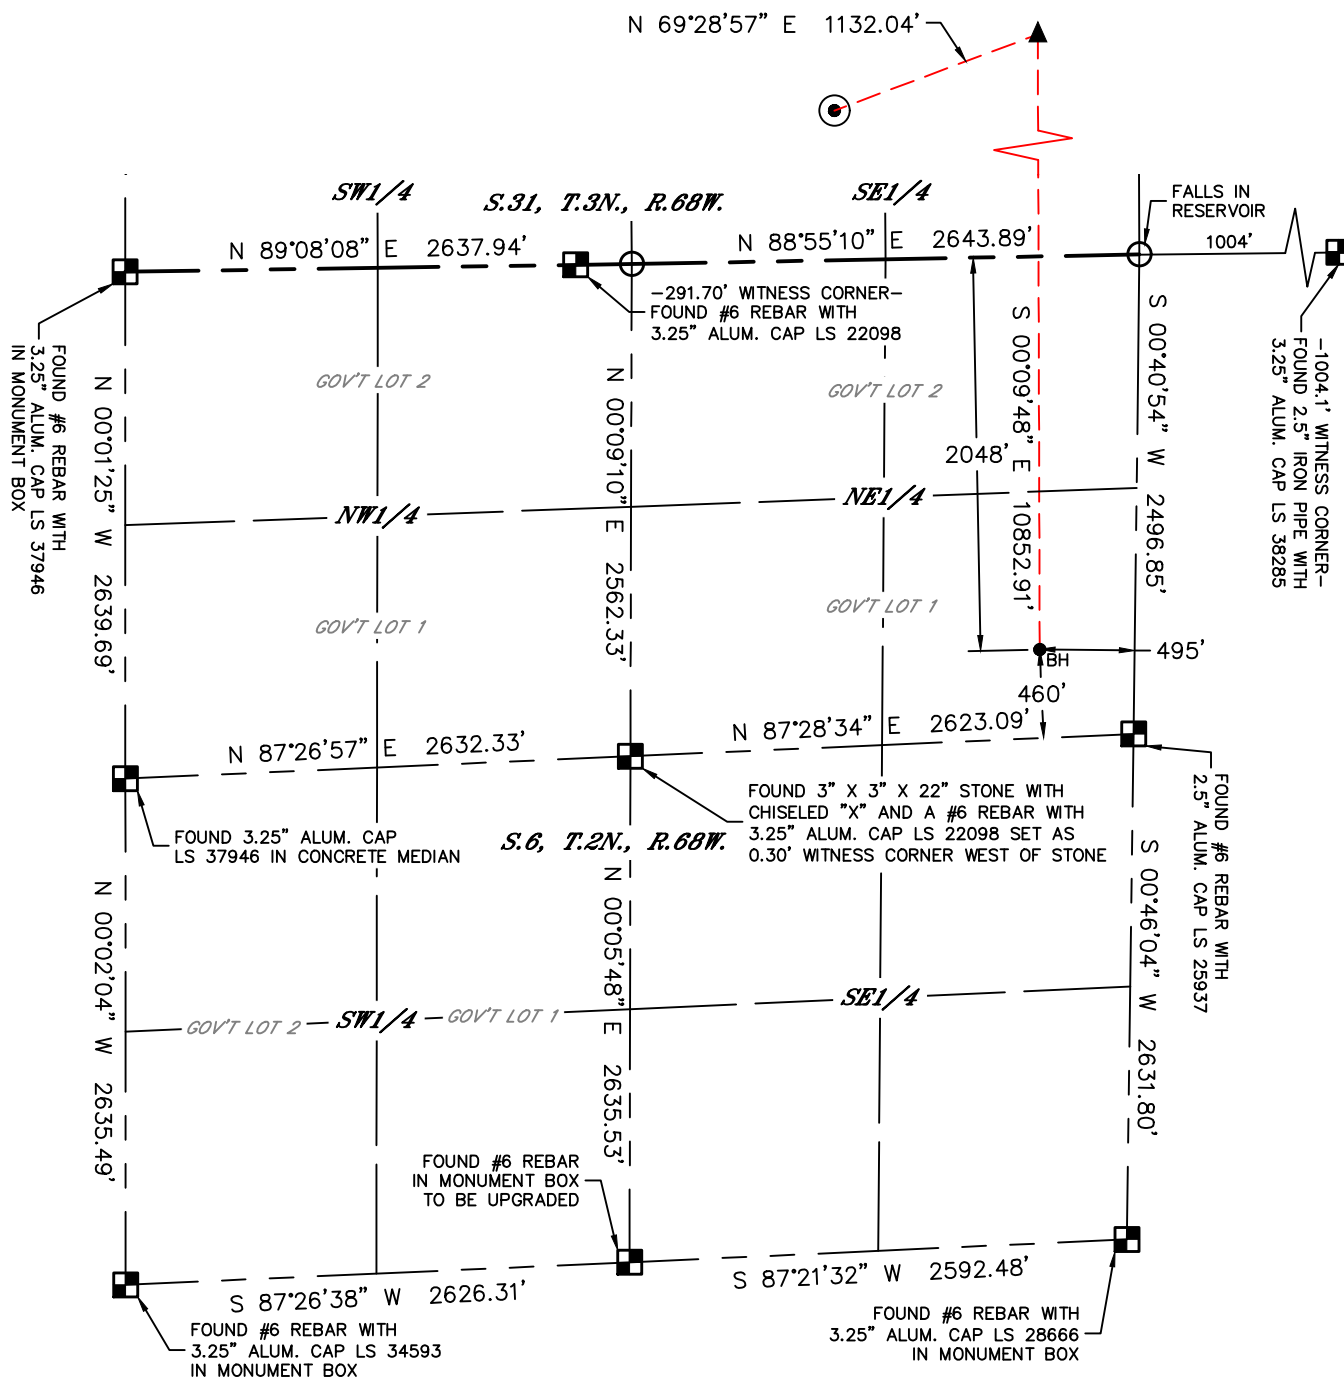 N 69°28'57" E 1132.04'
SW1/4
S.31, T.3N., R.68W.
SE1/4
FALLS IN
RESERVOIR
N 89°08'08" E 2637.94'
N 88°55'10" E 2643.89'
1004'
-291.70' WITNESS CORNER-
FOUND #6 REBAR WITH
3.25" ALUM. CAP LS 22098
FOUND #6 REBAR WITH
3.25" ALUM. CAP LS 37946
IN MONUMENT BOX
N 00°01'25" W 2639.69'
GOV'T LOT 2
N 00°09'10" E 2562.33'
GOV'T LOT 2
2048'
S 00°09'48" E 10852.91'
S 00°40'54" W 2496.85'
-1004.1' WITNESS CORNER-
FOUND 2.5" IRON PIPE WITH
3.25" ALUM. CAP LS 38285
NW1/4
NE1/4
GOV'T LOT 1
GOV'T LOT 1
BH
495'
460'
N 87°26'57" E 2632.33'
N 87°28'34" E 2623.09'
FOUND 3.25" ALUM. CAP
LS 37946 IN CONCRETE MEDIAN
S.6, T.2N., R.68W.
FOUND 3" X 3" X 22" STONE WITH
CHISELED "X" AND A #6 REBAR WITH
3.25" ALUM. CAP LS 22098 SET AS
0.30' WITNESS CORNER WEST OF STONE
FOUND #6 REBAR WITH
2.5" ALUM. CAP LS 25937
N 00°02'04" W 2635.49'
N 00°05'48" E 2635.53'
S 00°46'04" W 2631.80'
GOV'T LOT 2
SW1/4
GOV'T LOT 1
SE1/4
FOUND #6 REBAR
IN MONUMENT BOX
TO BE UPGRADED
S 87°26'38" W 2626.31'
S 87°21'32" W 2592.48'
FOUND #6 REBAR WITH
3.25" ALUM. CAP LS 34593
IN MONUMENT BOX
FOUND #6 REBAR WITH
3.25" ALUM. CAP LS 28666
IN MONUMENT BOX